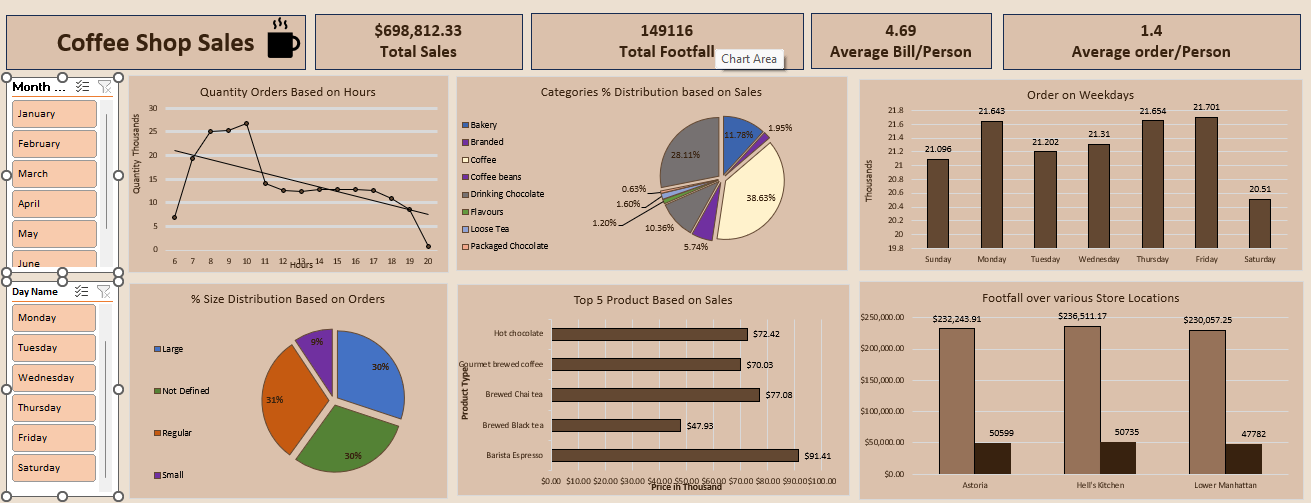 Coffee Shop Sales
$698,812.33
Total Sales
149116
Total Footfall
Chart Area
4.69
Average Bill/Person
1.4
Average order/Person
Month ...
January
February
March
April
May
June
Day Name
Monday
Tuesday
Wednesday
Thursday
Friday
Saturday
Quantity Orders Based on Hours
Quantity Thousands
30
25
20
15
10
5
0
6 7 8 9 10 11 12 13 14 15 16 17 18 19 20
Hours
Categories % Distribution based on Sales
Bakery
Branded
Coffee
Coffee beans
Drinking Chocolate
Flavours
Loose Tea
Packaged Chocolate
11.78%
1.95%
38.63%
5.74%
10.36%
1.20%
1.60%
0.63%
28.11%
Order on Weekdays
Thousands
21.8
21.6
21.4
21.2
21
20.8
20.6
20.4
20.2
20
19.8
21.096
21.643
21.202
21.31
21.654
21.701
20.51
Sunday Monday Tuesday Wednesday Thursday Friday Saturday
% Size Distribution Based on Orders
Large
Not Defined
Regular
Small
9%
30%
31%
30%
Top 5 Product Based on Sales
Product Type
Hot chocolate $72.42
Gourmet brewed coffee $70.03
Brewed Chai tea $77.08
Brewed Black tea $47.93
Barista Espresso $91.41
$0.00 $10.00 $20.00 $30.00 $40.00 $50.00 $60.00 $70.00 $80.00 $90.00 $100.00
Price in Thousand
Footfall over various Store Locations
$250,000.00
$200,000.00
$150,000.00
$100,000.00
$50,000.00
$0.00
$232,243.91
$236,511.17
$230,057.25
50599
50735
47782
Astoria Hell's Kitchen Lower Manhattan